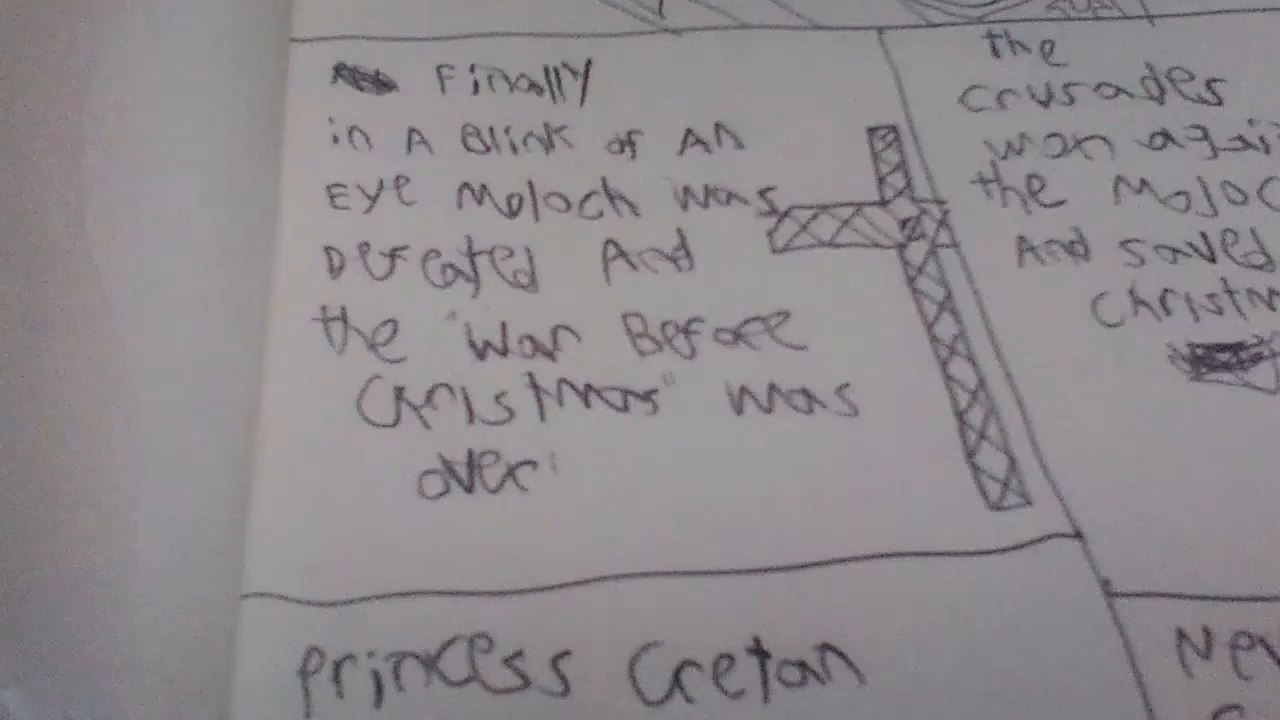 Finally
in A Blink of An
Eye Moloch was
Defeated And
the "War Before
Christmas" was
over
the
crusades
won agai
the Moloc
And saved
Christm
Princess Cretan
Nev